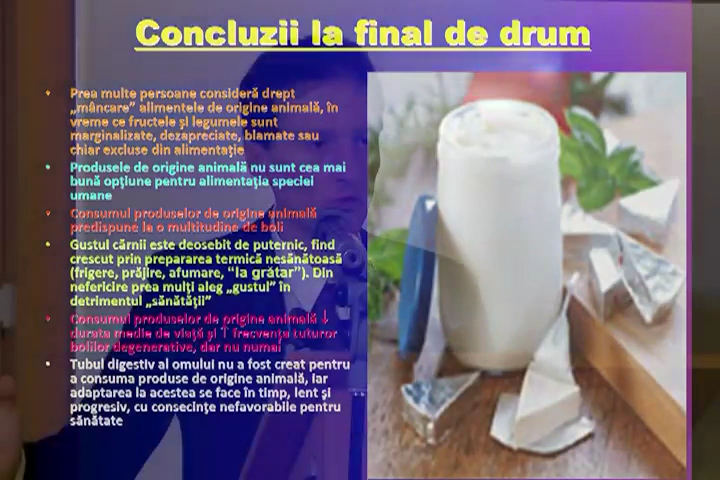 Concluzii la final de drum
• Prea multe persoane consideră drept
„mâncare” alimentele de origine animală, în
vreme ce fructele şi legumele sunt
marginalizate, dezapreciate, blamate sau
chiar excluse din alimentaţie
• Produsele de origine animală nu sunt cea mai
bună opţiune pentru alimentaţia speciei
umane
• Consumul produselor de origine animală
predispune la o multitudine de boli
• Gustul cărnii este deosebit de puternic, fiind
crescut prin prepararea termică nesănătoasă
(frigere, prăjire, afumare, “la grătar”). Din
nefericire prea mulţi aleg „gustul” în
detrimentul „sănătăţii”
• Consumul produselor de origine animală ↓
durata medie de viaţă şi ↑ frecvenţa tuturor
bolilor degenerative, dar nu numai
• Tubul digestiv al omului nu a fost creat pentru
a consuma produse de origine animală, iar
adaptarea la acestea se face în timp, lent şi
progresiv, cu consecinţe nefavorabile pentru
sănătate